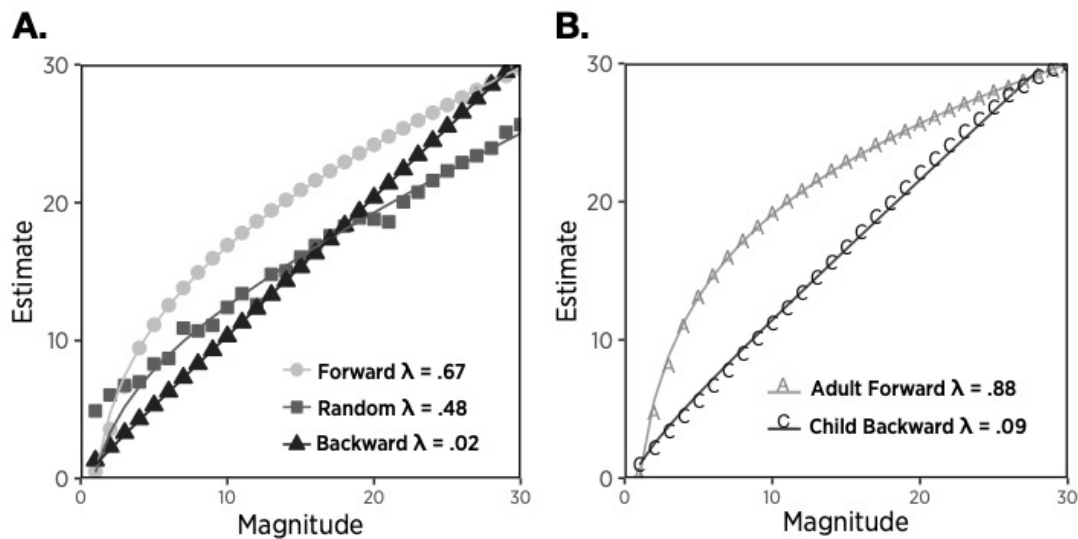 A.
30
20
10
0
Estimate
0
10
20
30
Magnitude
Forward λ = .67
Random λ = .48
Backward λ = .02
B.
30
20
10
0
Estimate
0
10
20
30
Magnitude
A Adult Forward λ = .88
C Child Backward λ = .09